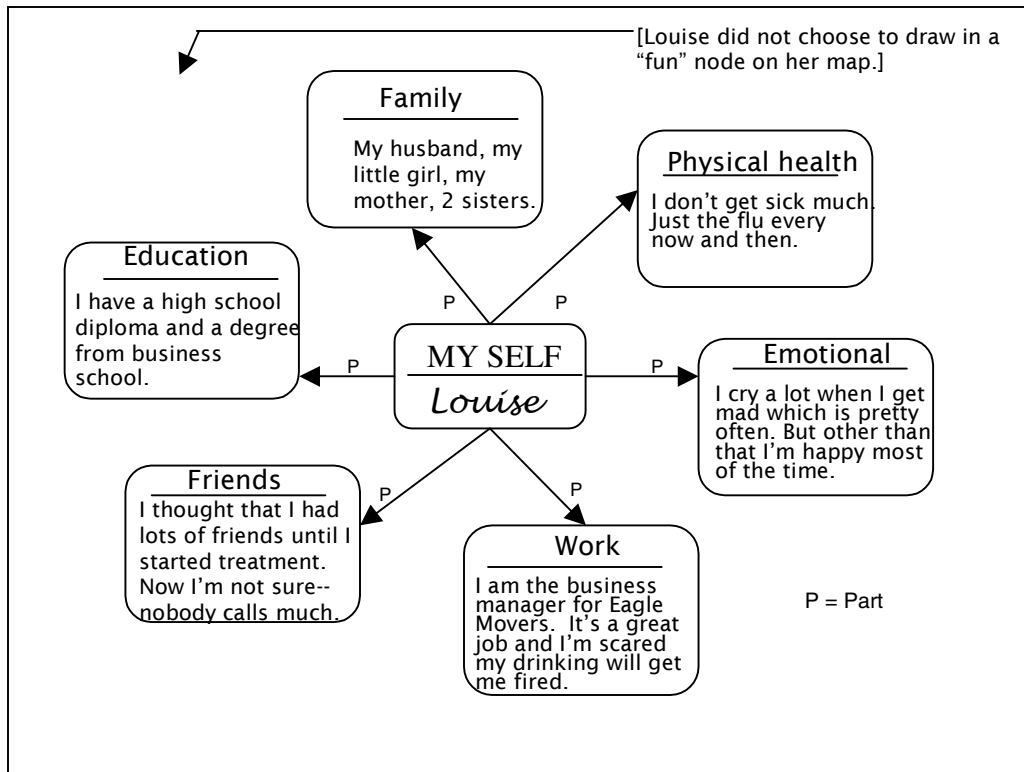 [Louise did not choose to draw in a
“fun” node on her map.]
Family
My husband, my
little girl, my
mother, 2 sisters.
Physical health
I don’t get sick much.
Just the flu every
now and then.
Education
I have a high school
diploma and a degree
from business
school.
P
P
MY SELF
Louise
P
P
Emotional
I cry a lot when I get
mad which is pretty
often. But other than
that I’m happy most
of the time.
Friends
I thought that I had
lots of friends until I
started treatment.
Now I’m not sure--
nobody calls much.
P
P
Work
I am the business
manager for Eagle
Movers. It’s a great
job and I’m scared
my drinking will get
me fired.
P = Part